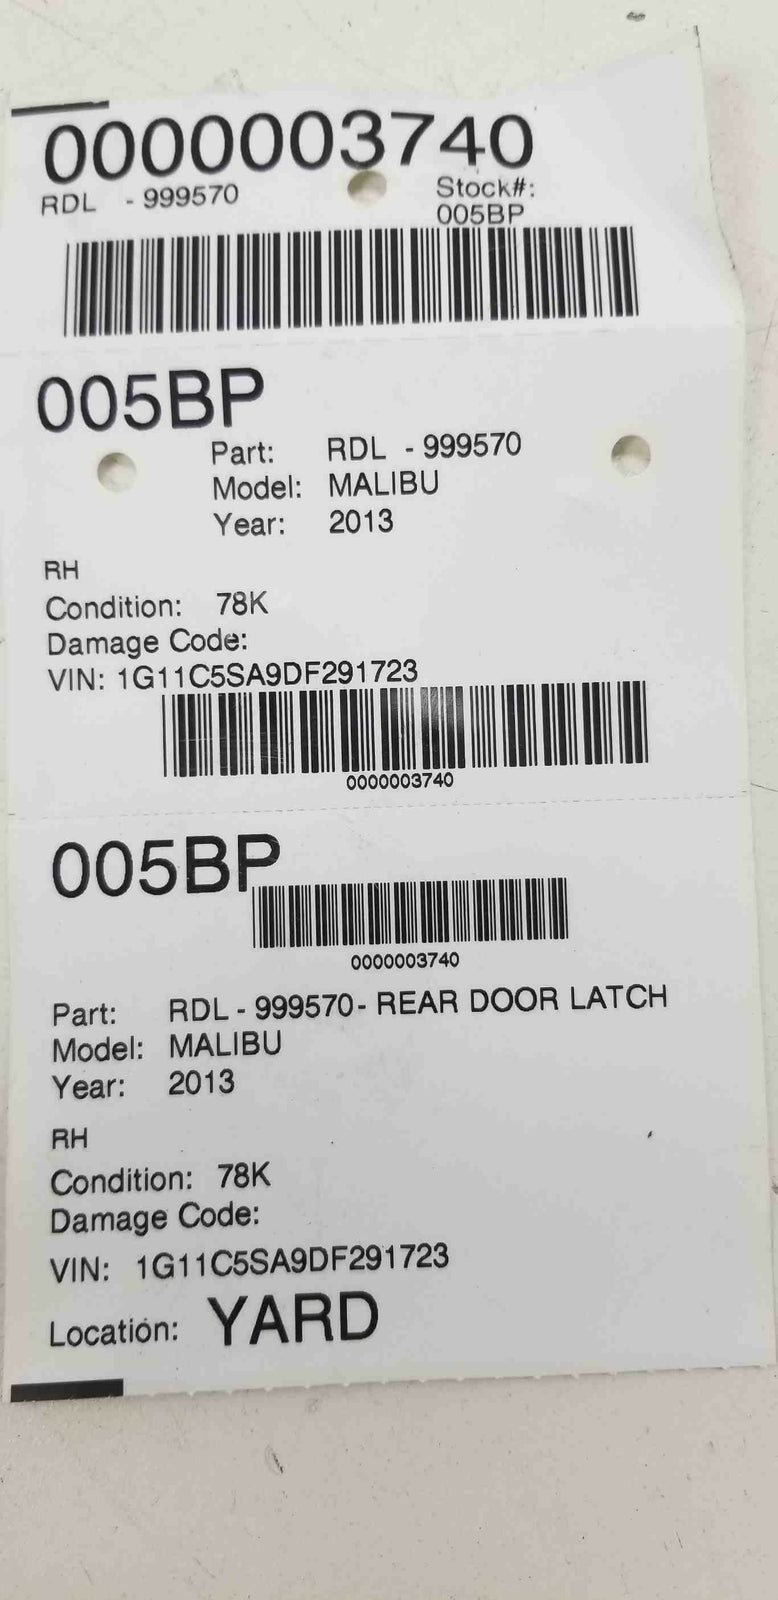 0000003740
RDL - 999570 Stock#:
005BP
005BP
Part: RDL - 999570
Model: MALIBU
Year: 2013
RH
Condition: 78K
Damage Code:
VIN: 1G11C5SA9DF291723
0000003740
005BP
0000003740
Part: RDL - 999570- REAR DOOR LATCH
Model: MALIBU
Year: 2013
RH
Condition: 78K
Damage Code:
VIN: 1G11C5SA9DF291723
Location: YARD